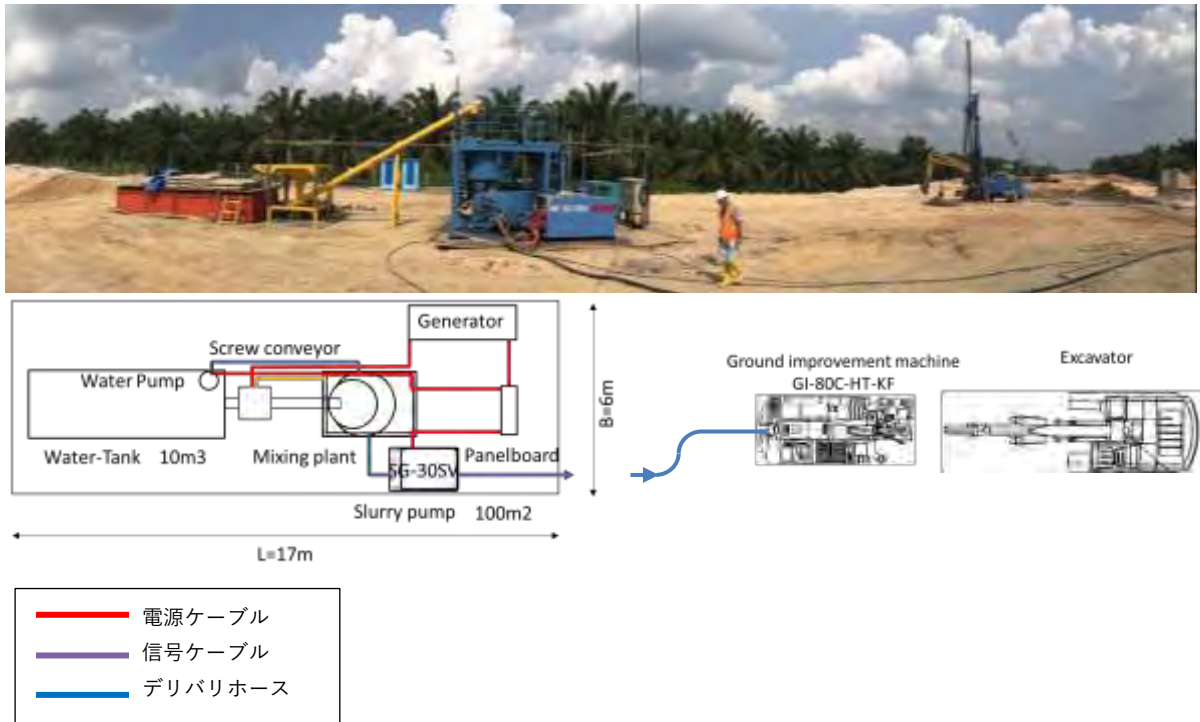 Generator
Screw conveyor
Water Pump
Water-Tank 10m3
Mixing plant
SG-30SV
Panelboard
Slurry pump 100m2
B=6m
L=17m
Ground improvement machine
GI-80C-HT-KF
Excavator
電源ケーブル
信号ケーブル
デリバリホース